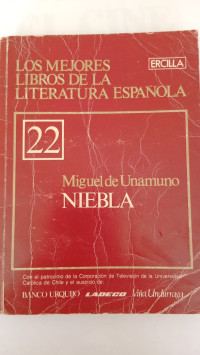 LOS MEJORES
LIBROS DE LA
LITERATURA ESPAÑOLA
ERCILLA
22
Miguel de Unamuno
NIEBLA
Con el patrocinio de la Corporación de Televisión de la Universidad
Católica de Chile y el auspicio de:
BANCO URQUIJO LADECO Viña Undurraga